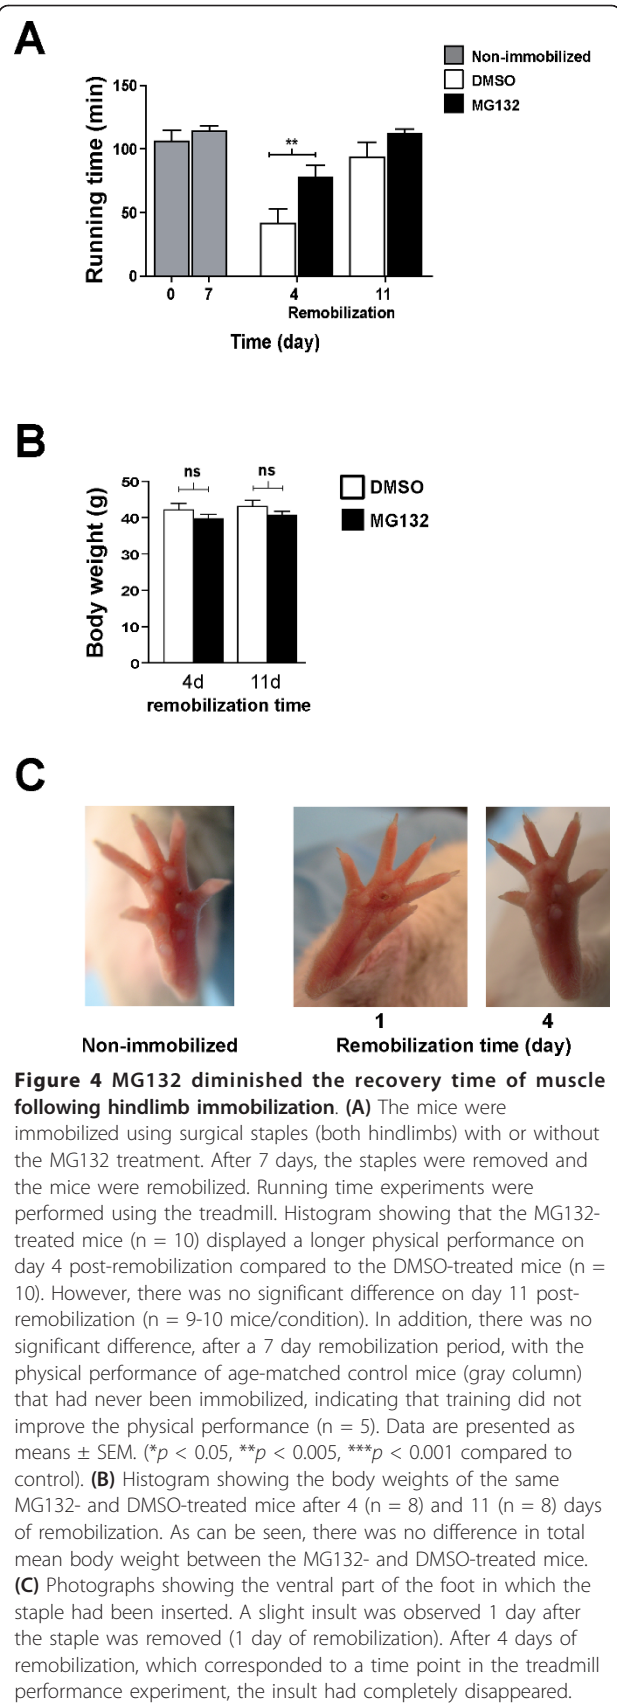 A
Non-immobilized
DMSO
MG132
Running time (min)
150
100
50
0
**
0 7 4 11
Remobilization
Time (day)
B
ns ns
DMSO
MG132
Body weight (g)
50
40
30
20
10
0
4d 11d
remobilization time
C
1 4
Non-immobilized Remobilization time (day)
Figure 4 MG132 diminished the recovery time of muscle
following hindlimb immobilization. (A) The mice were
immobilized using surgical staples (both hindlimbs) with or without
the MG132 treatment. After 7 days, the staples were removed and
the mice were remobilized. Running time experiments were
performed using the treadmill. Histogram showing that the MG132-
treated mice (n = 10) displayed a longer physical performance on
day 4 post-remobilization compared to the DMSO-treated mice (n =
10). However, there was no significant difference on day 11 post-
remobilization (n = 9-10 mice/condition). In addition, there was no
significant difference, after a 7 day remobilization period, with the
physical performance of age-matched control mice (gray column)
that had never been immobilized, indicating that training did not
improve the physical performance (n = 5). Data are presented as
means ± SEM. (*p < 0.05, **p < 0.005, ***p < 0.001 compared to
control). (B) Histogram showing the body weights of the same
MG132- and DMSO-treated mice after 4 (n = 8) and 11 (n = 8) days
of remobilization. As can be seen, there was no difference in total
mean body weight between the MG132- and DMSO-treated mice.
(C) Photographs showing the ventral part of the foot in which the
staple had been inserted. A slight insult was observed 1 day after
the staple was removed (1 day of remobilization). After 4 days of
remobilization, which corresponded to a time point in the treadmill
performance experiment, the insult had completely disappeared.